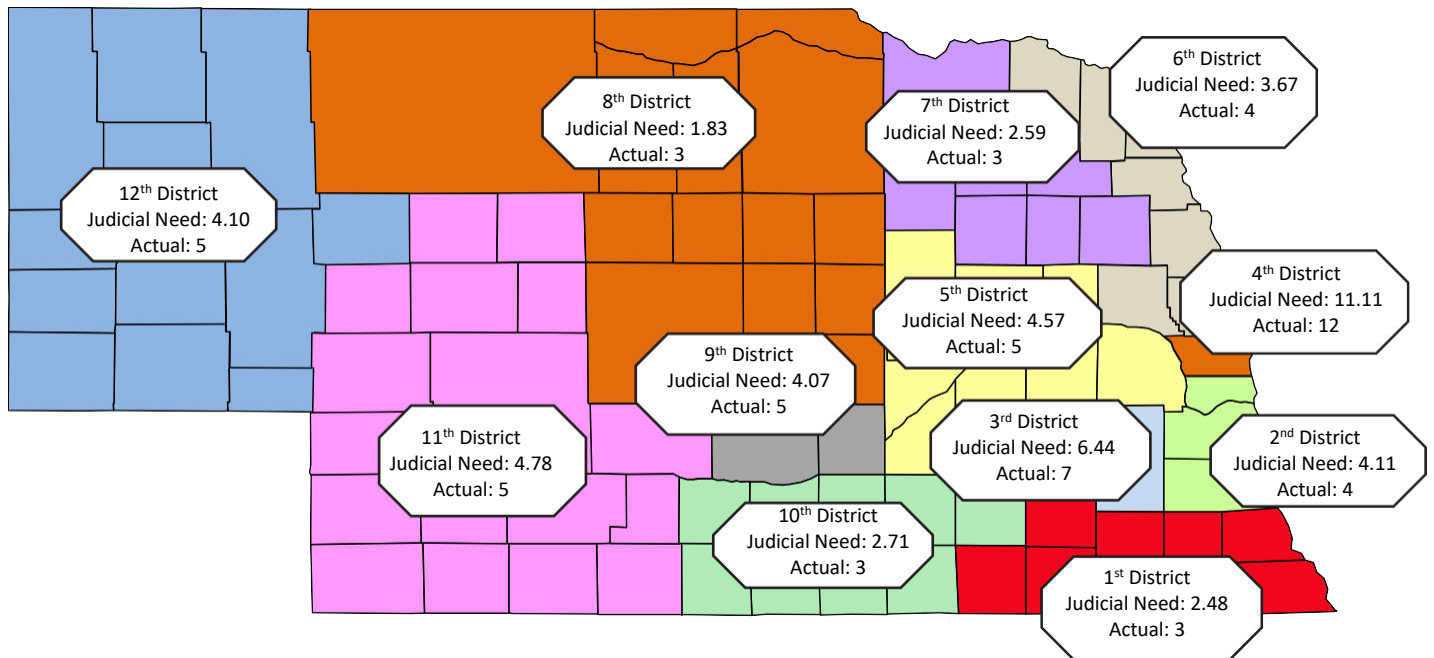 6th District
Judicial Need: 3.67
Actual: 4
8th District
Judicial Need: 1.83
Actual: 3
7th District
Judicial Need: 2.59
Actual: 3
12th District
Judicial Need: 4.10
Actual: 5
4th District
Judicial Need: 11.11
Actual: 12
5th District
Judicial Need: 4.57
Actual: 5
9th District
Judicial Need: 4.07
Actual: 5
3rd District
Judicial Need: 6.44
Actual: 7
11th District
Judicial Need: 4.78
Actual: 5
2nd District
Judicial Need: 4.11
Actual: 4
10th District
Judicial Need: 2.71
Actual: 3
1st District
Judicial Need: 2.48
Actual: 3